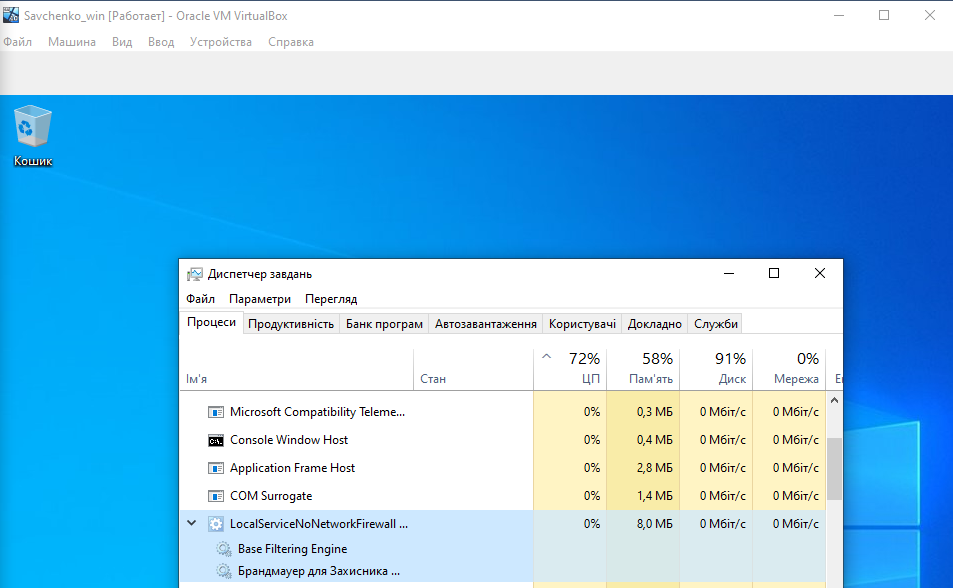 Savchenko_win [Работает] - Oracle VM VirtualBox
Файл Машина Вид Ввод Устройства Справка
Кошик
Диспетчер завдань
Файл Параметри Перегляд
Процеси Продуктивність Банк програм Автозавантаження Користувачі Докладно Служби
72% 58% 91% 0%
Ім'я Стан ЦП Пам'ять Диск Мережа
Microsoft Compatibility Teleme... 0% 0,3 МБ 0 Мбіт/с 0 Мбіт/с
Console Window Host 0% 0,4 МБ 0 Мбіт/с 0 Мбіт/с
Application Frame Host 0% 2,8 МБ 0 Мбіт/с 0 Мбіт/с
COM Surrogate 0% 1,4 МБ 0 Мбіт/с 0 Мбіт/с
LocalServiceNoNetworkFirewall ... 0% 8,0 МБ 0 Мбіт/с 0 Мбіт/с
Base Filtering Engine
Брандмауер для Захисника ...